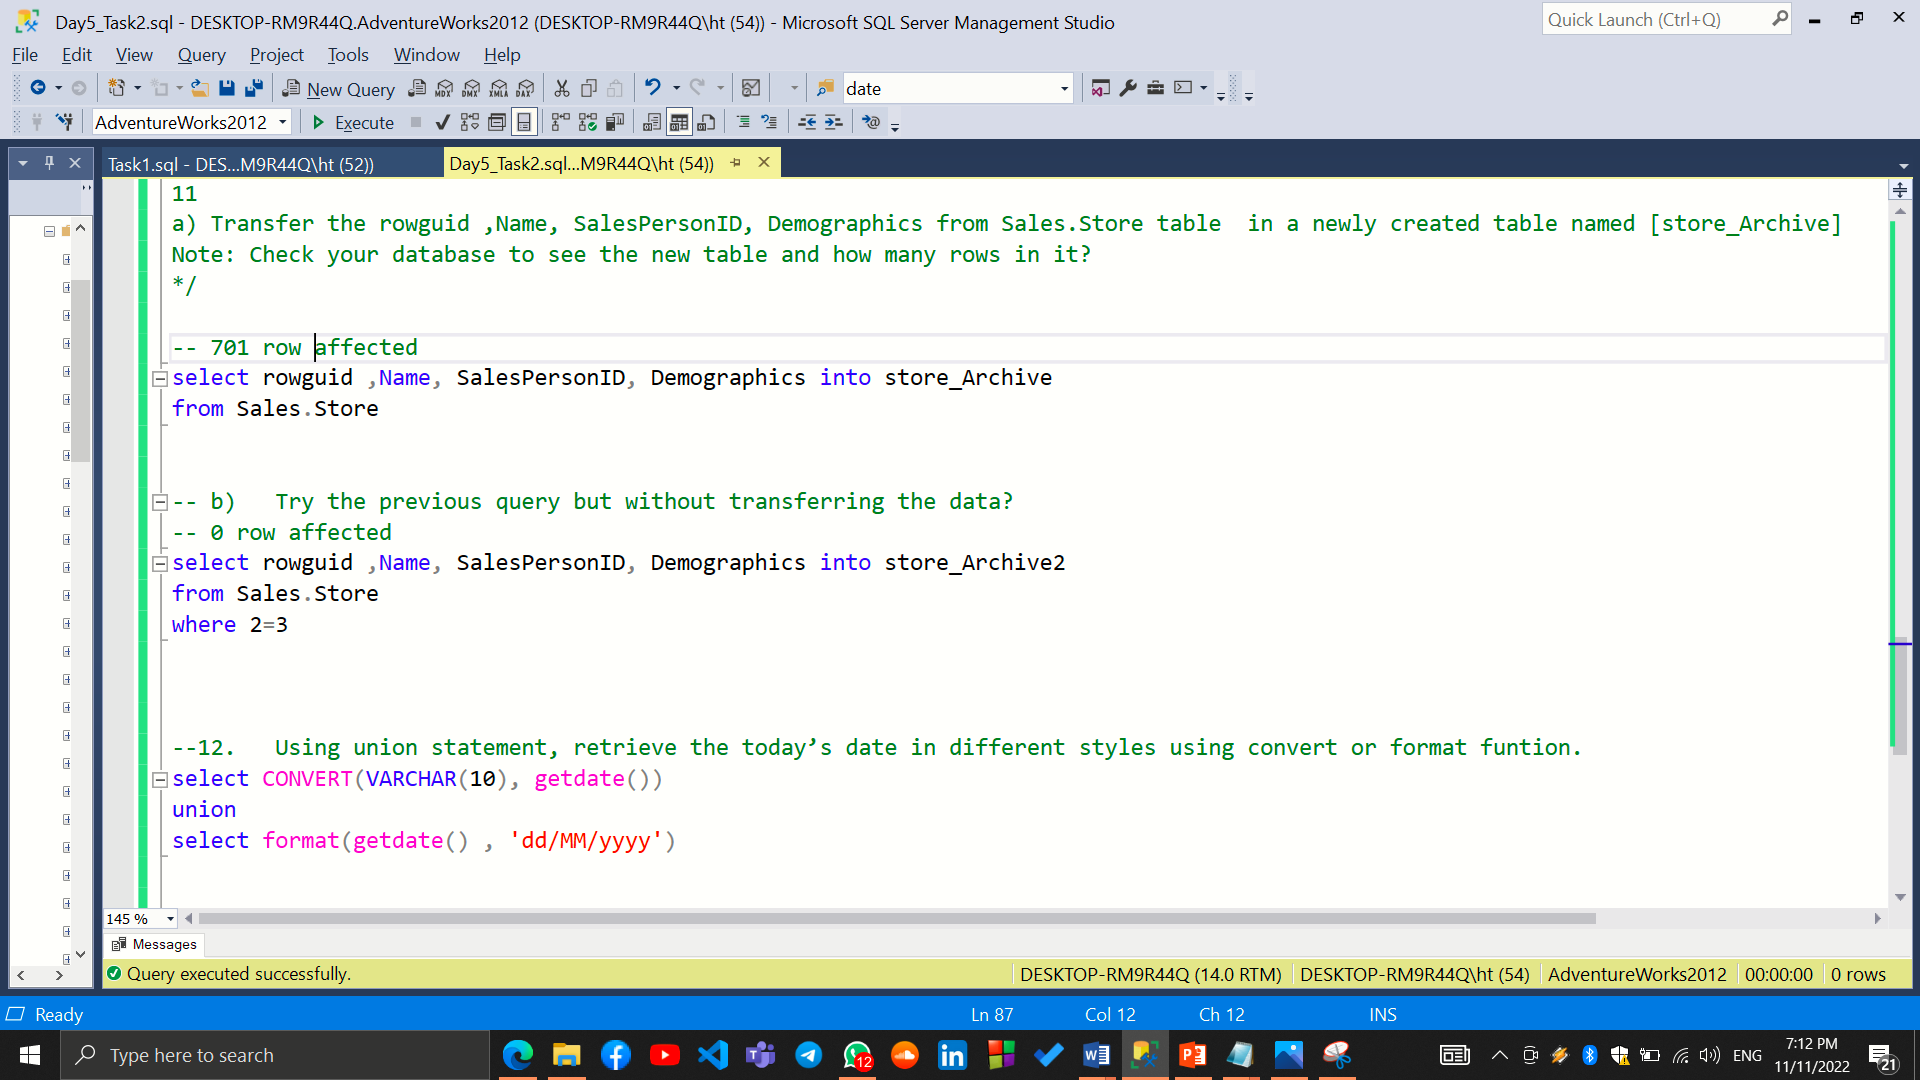 Day5_Task2.sql - DESKTOP-RM9R44Q.AdventureWorks2012 (DESKTOP-RM9R44Q\ht (54)) - Microsoft SQL Server Management Studio
Quick Launch (Ctrl+Q)
File Edit View Query Project Tools Window Help
New Query
MDX DMX XMLA DAX
date
AdventureWorks2012
Execute
Task1.sql - DES...M9R44Q\ht (52))
Day5_Task2.sql...M9R44Q\ht (54))
11
a) Transfer the rowguid ,Name, SalesPersonID, Demographics from Sales.Store table  in a newly created table named [store_Archive]
Note: Check your database to see the new table and how many rows in it?
*/
-- 701 row affected
select rowguid ,Name, SalesPersonID, Demographics into store_Archive
from Sales.Store
-- b)   Try the previous query but without transferring the data?
-- 0 row affected
select rowguid ,Name, SalesPersonID, Demographics into store_Archive2
from Sales.Store
where 2=3
--12.   Using union statement, retrieve the today’s date in different styles using convert or format funtion.
select CONVERT(VARCHAR(10), getdate())
union
select format(getdate() , 'dd/MM/yyyy')
145 %
Messages
Query executed successfully.
DESKTOP-RM9R44Q (14.0 RTM)
DESKTOP-RM9R44Q\ht (54)
AdventureWorks2012
00:00:00
0 rows
Ready
Ln 87
Col 12
Ch 12
INS
Type here to search
12
ENG
7:12 PM
11/11/2022
21